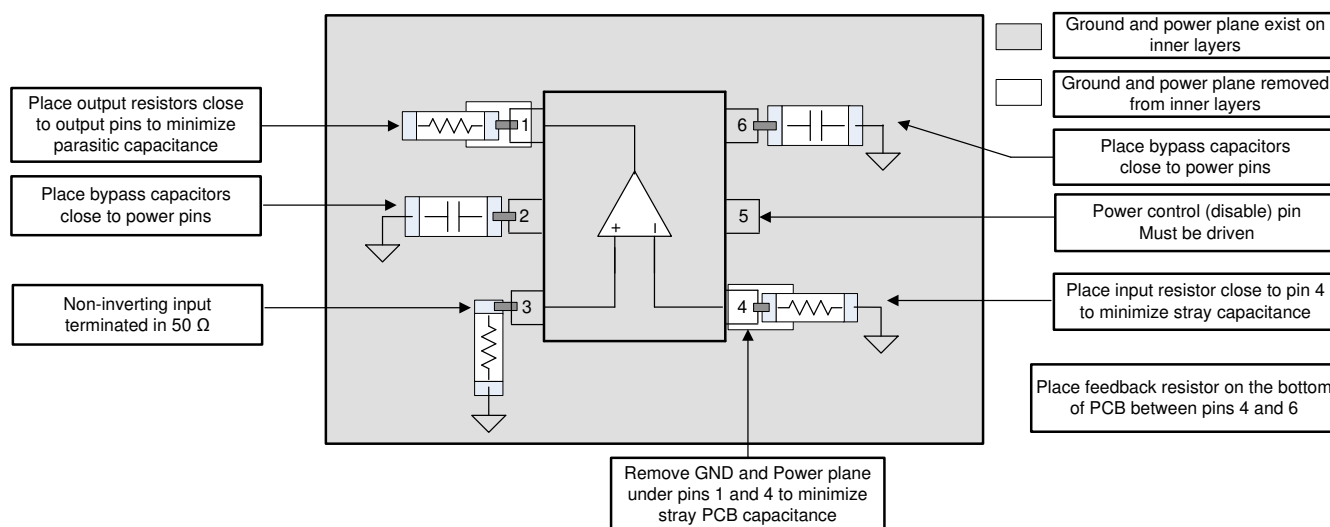 Ground and power plane exist on
inner layers
Ground and power plane removed
from inner layers
Place output resistors close
to output pins to minimize
parasitic capacitance
1
6
Place bypass capacitors
close to power pins
Place bypass capacitors
close to power pins
2
5
+
–
Power control (disable) pin
Must be driven
Non-inverting input
terminated in 50 Ω
3
4
Place input resistor close to pin 4
to minimize stray capacitance
Place feedback resistor on the bottom
of PCB between pins 4 and 6
Remove GND and Power plane
under pins 1 and 4 to minimize
stray PCB capacitance